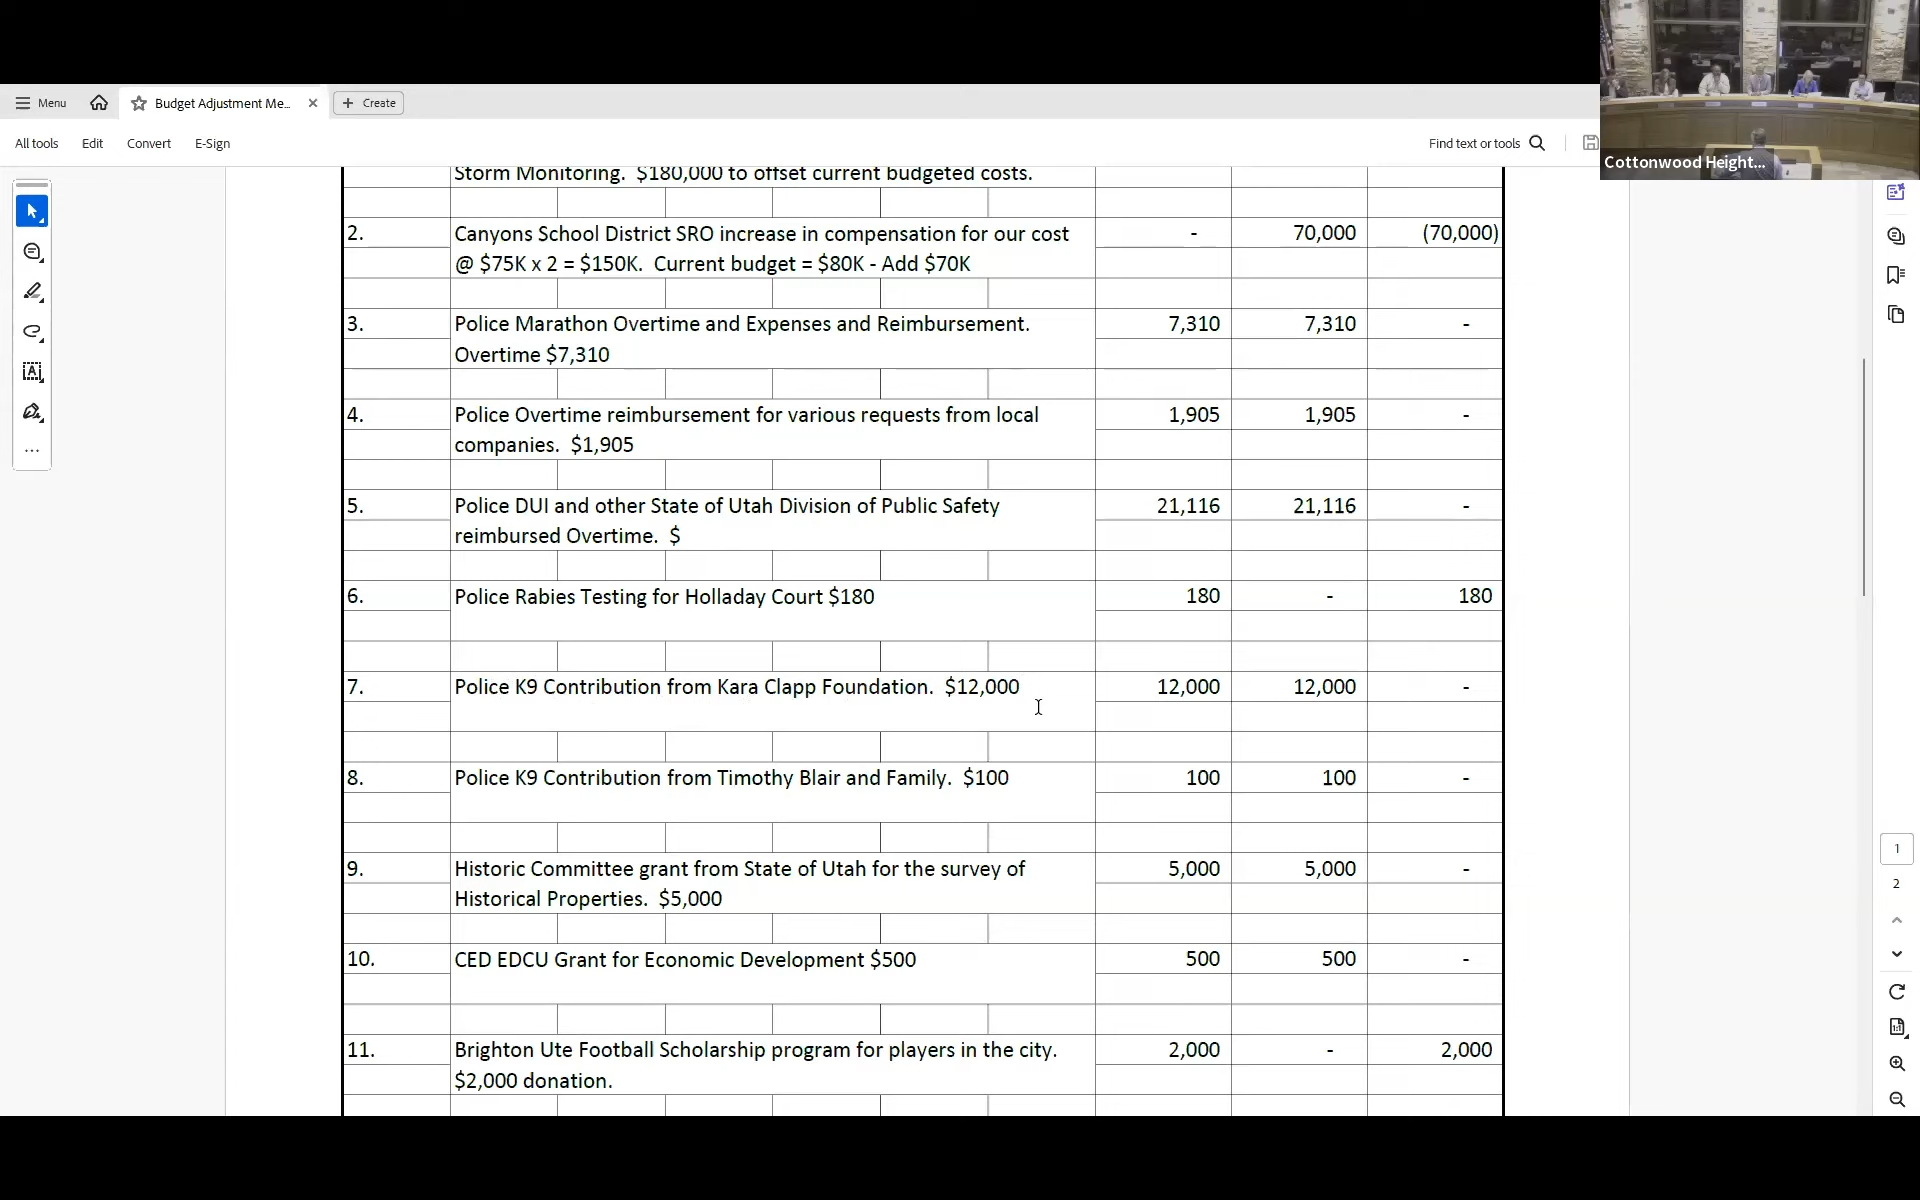 Menu
Budget Adjustment Me...
Create
All tools
Edit
Convert
E-Sign
Find text or tools
Cottonwood Height...
Storm Monitoring. $180,000 to offset current budgeted costs.
2. Canyons School District SRO increase in compensation for our cost - 70,000 (70,000)
@ $75K x 2 = $150K. Current budget = $80K - Add $70K
3. Police Marathon Overtime and Expenses and Reimbursement. 7,310 7,310 -
Overtime $7,310
4. Police Overtime reimbursement for various requests from local 1,905 1,905 -
companies. $1,905
5. Police DUI and other State of Utah Division of Public Safety 21,116 21,116 -
reimbursed Overtime. $
6. Police Rabies Testing for Holladay Court $180 180 - 180
7. Police K9 Contribution from Kara Clapp Foundation. $12,000 12,000 12,000 -
8. Police K9 Contribution from Timothy Blair and Family. $100 100 100 -
9. Historic Committee grant from State of Utah for the survey of 5,000 5,000 -
Historical Properties. $5,000
10. CED EDCU Grant for Economic Development $500 500 500 -
11. Brighton Ute Football Scholarship program for players in the city. 2,000 - 2,000
$2,000 donation.
1
2